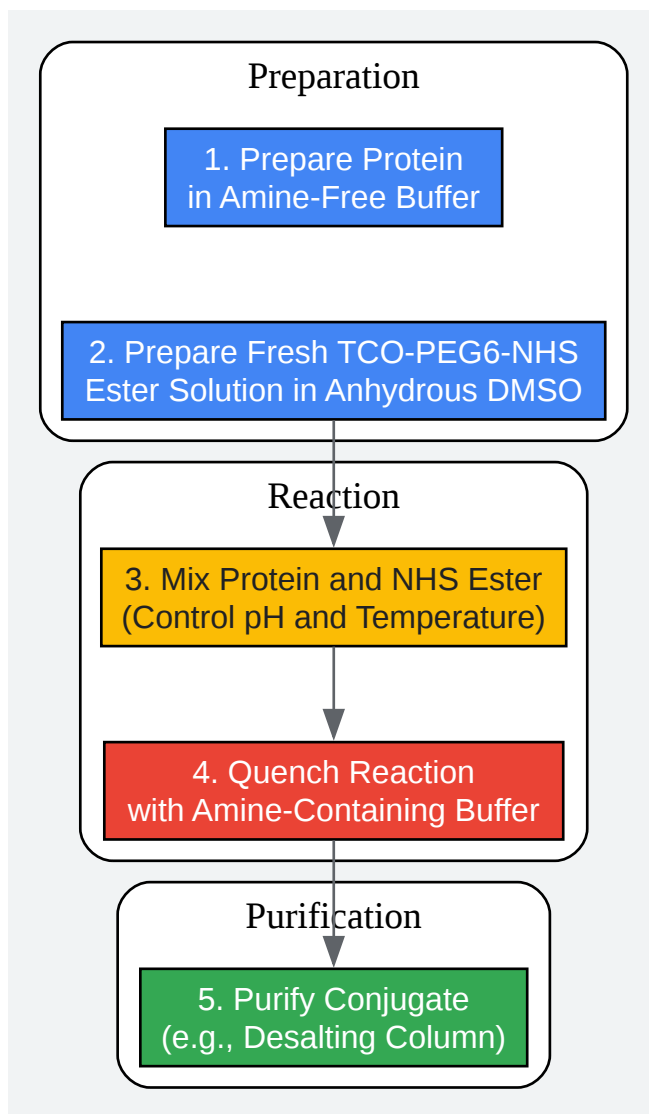 Preparation
1. Prepare Protein
in Amine-Free Buffer
2. Prepare Fresh TCO-PEG6-NHS
Ester Solution in Anhydrous DMSO
Reaction
3. Mix Protein and NHS Ester
(Control pH and Temperature)
4. Quench Reaction
with Amine-Containing Buffer
Purification
5. Purify Conjugate
(e.g., Desalting Column)